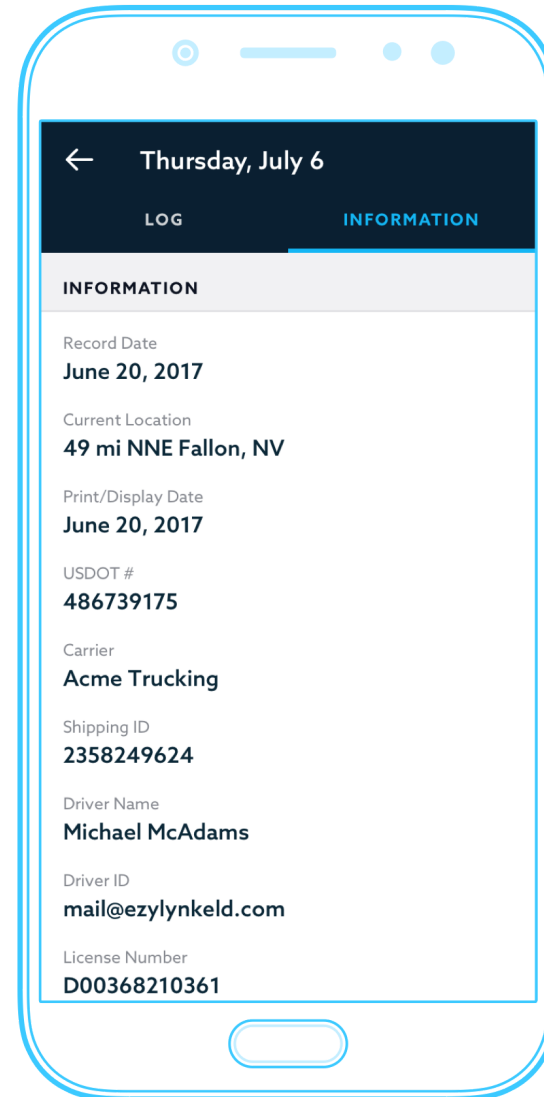 Thursday, July 6
LOG INFORMATION
INFORMATION
Record Date
June 20, 2017
Current Location
49 mi NNE Fallon, NV
Print/Display Date
June 20, 2017
USDOT #
486739175
Carrier
Acme Trucking
Shipping ID
2358249624
Driver Name
Michael McAdams
Driver ID
mail@ezylynkeld.com
License Number
D00368210361